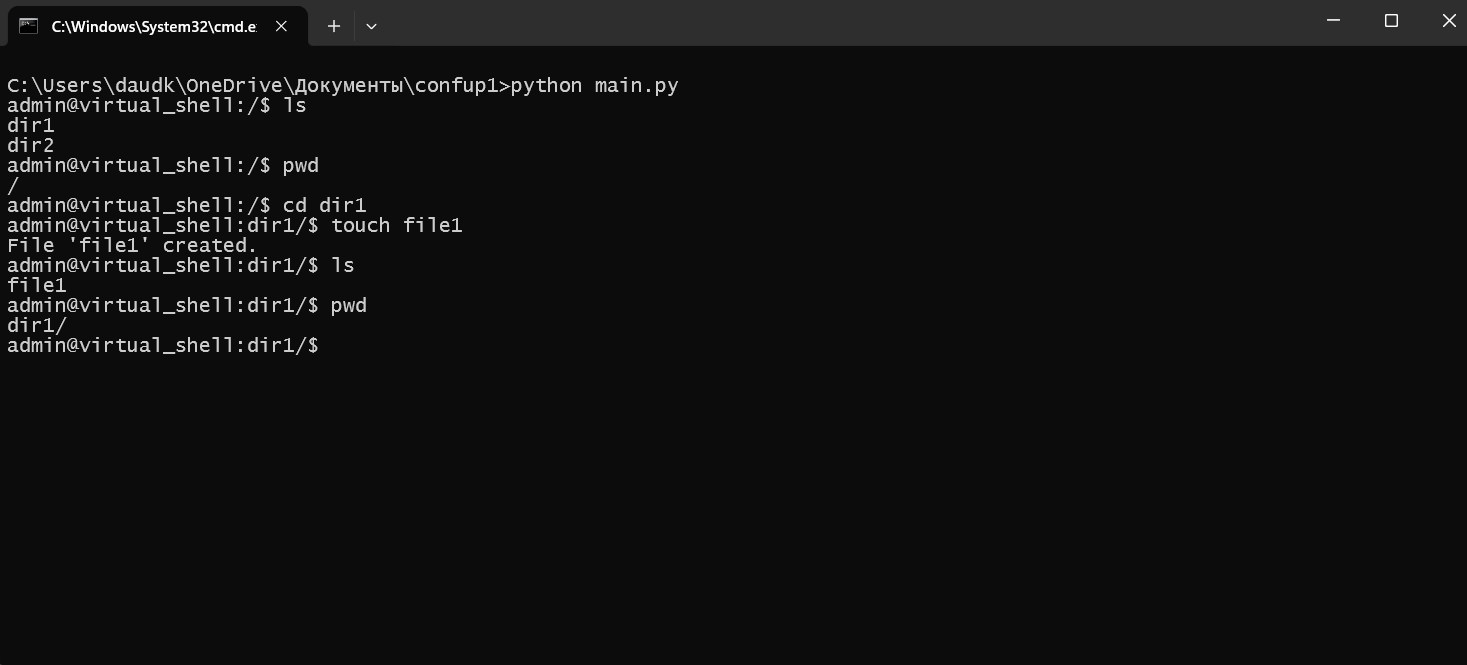 C:\Windows\System32\cmd.e
C:\Users\daudk\OneDrive\Документы\confup1>python main.py
admin@virtual_shell:/$ ls
dir1
dir2
admin@virtual_shell:/$ pwd
/
admin@virtual_shell:/$ cd dir1
admin@virtual_shell:dir1/$ touch file1
File 'file1' created.
admin@virtual_shell:dir1/$ ls
file1
admin@virtual_shell:dir1/$ pwd
dir1/
admin@virtual_shell:dir1/$